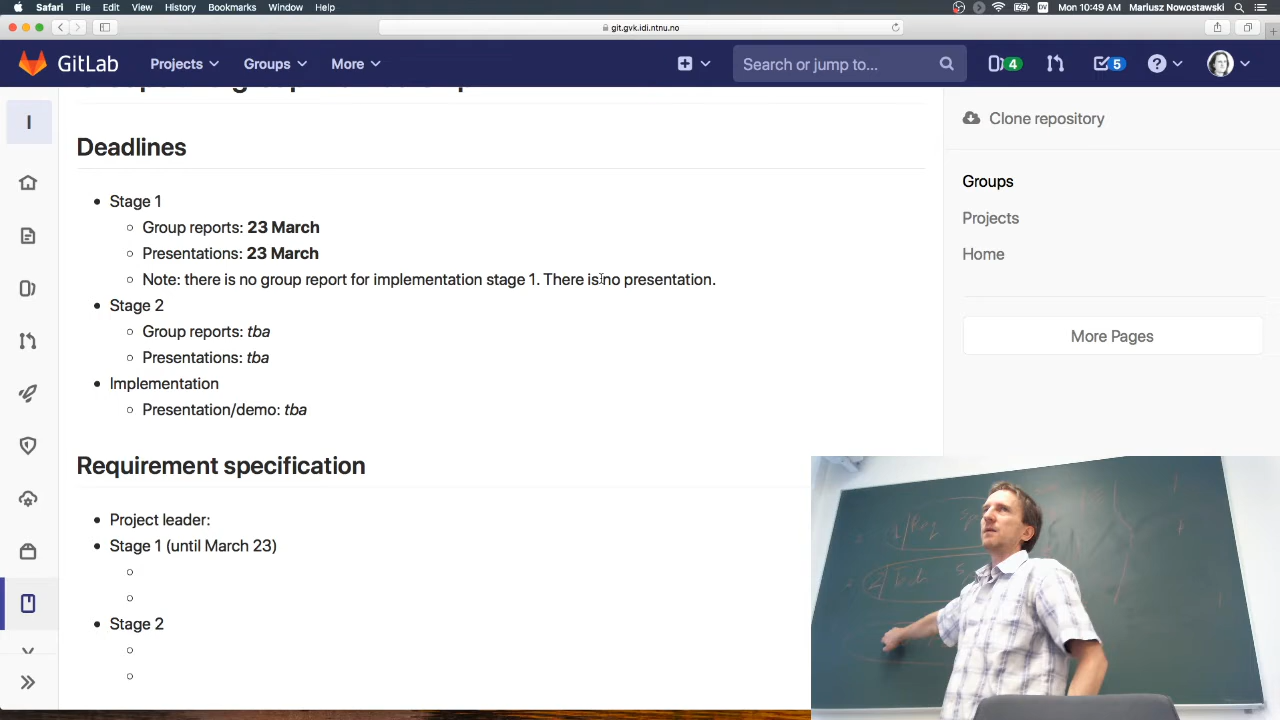 Safari File Edit View History Bookmarks Window Help
DV Mon 10:49 AM Mariusz Nowostawski
git.gvk.idi.ntnu.no
GitLab Projects Groups More Search or jump to... 4 5
I
Clone repository
Deadlines
Groups
Stage 1
Group reports: 23 March
Projects
Presentations: 23 March
Home
Note: there is no group report for implementation stage 1. There is no presentation.
Stage 2
Group reports: tba
More Pages
Presentations: tba
Implementation
Presentation/demo: tba
Requirement specification
Project leader:
Stage 1 (until March 23)
Stage 2